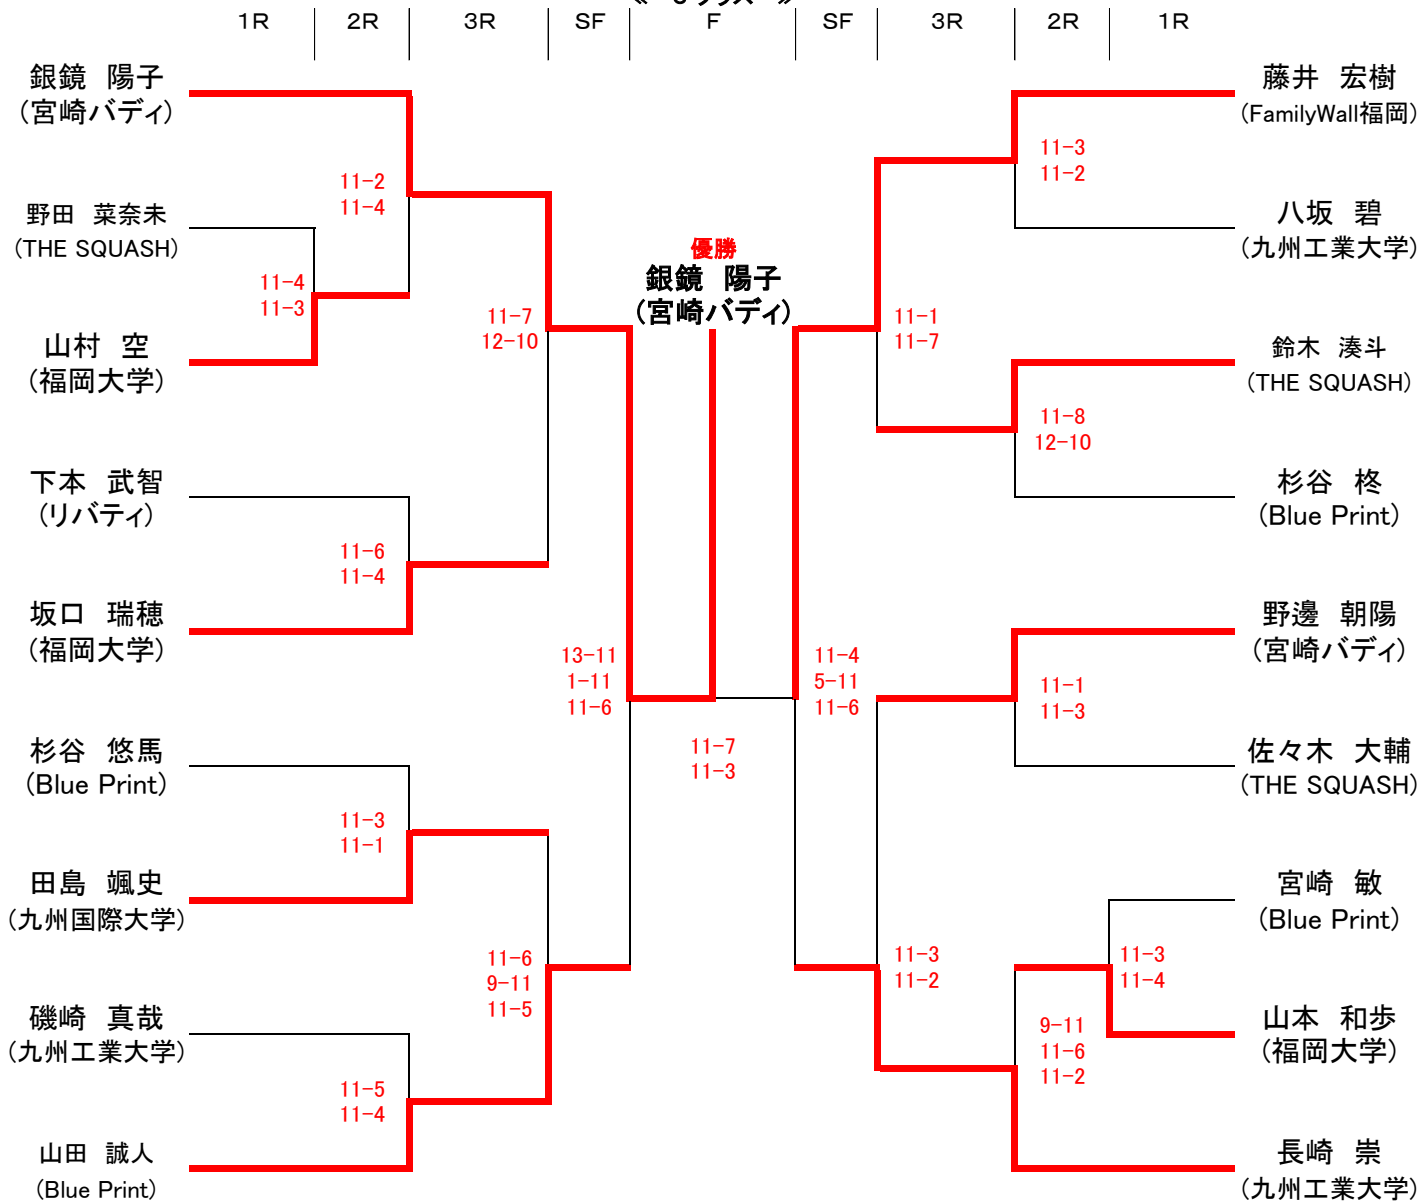 1R 2R 3R SF F SF 3R 2R 1R
銀鏡 陽子
(宮崎バディ)
11-2
11-4
野田 菜奈未
(THE SQUASH)
11-4
11-3
山村 空
(福岡大学)
11-7
12-10
下本 武智
(リバティ)
11-6
11-4
坂口 瑞穂
(福岡大学)
13-11
1-11
11-6
杉谷 悠馬
(Blue Print)
11-3
11-1
田島 颯史
(九州国際大学)
11-6
9-11
11-5
磯崎 真哉
(九州工業大学)
11-5
11-4
山田 誠人
(Blue Print)
優勝
銀鏡 陽子
(宮崎バディ)
11-7
11-3
藤井 宏樹
(FamilyWall福岡)
11-3
11-2
八坂 碧
(九州工業大学)
11-1
11-7
鈴木 湊斗
(THE SQUASH)
11-8
12-10
杉谷 柊
(Blue Print)
11-4
5-11
11-6
野邊 朝陽
(宮崎バディ)
11-1
11-3
佐々木 大輔
(THE SQUASH)
宮崎 敏
(Blue Print)
11-3
11-2
11-3
11-4
山本 和歩
(福岡大学)
9-11
11-6
11-2
長崎 崇
(九州工業大学)